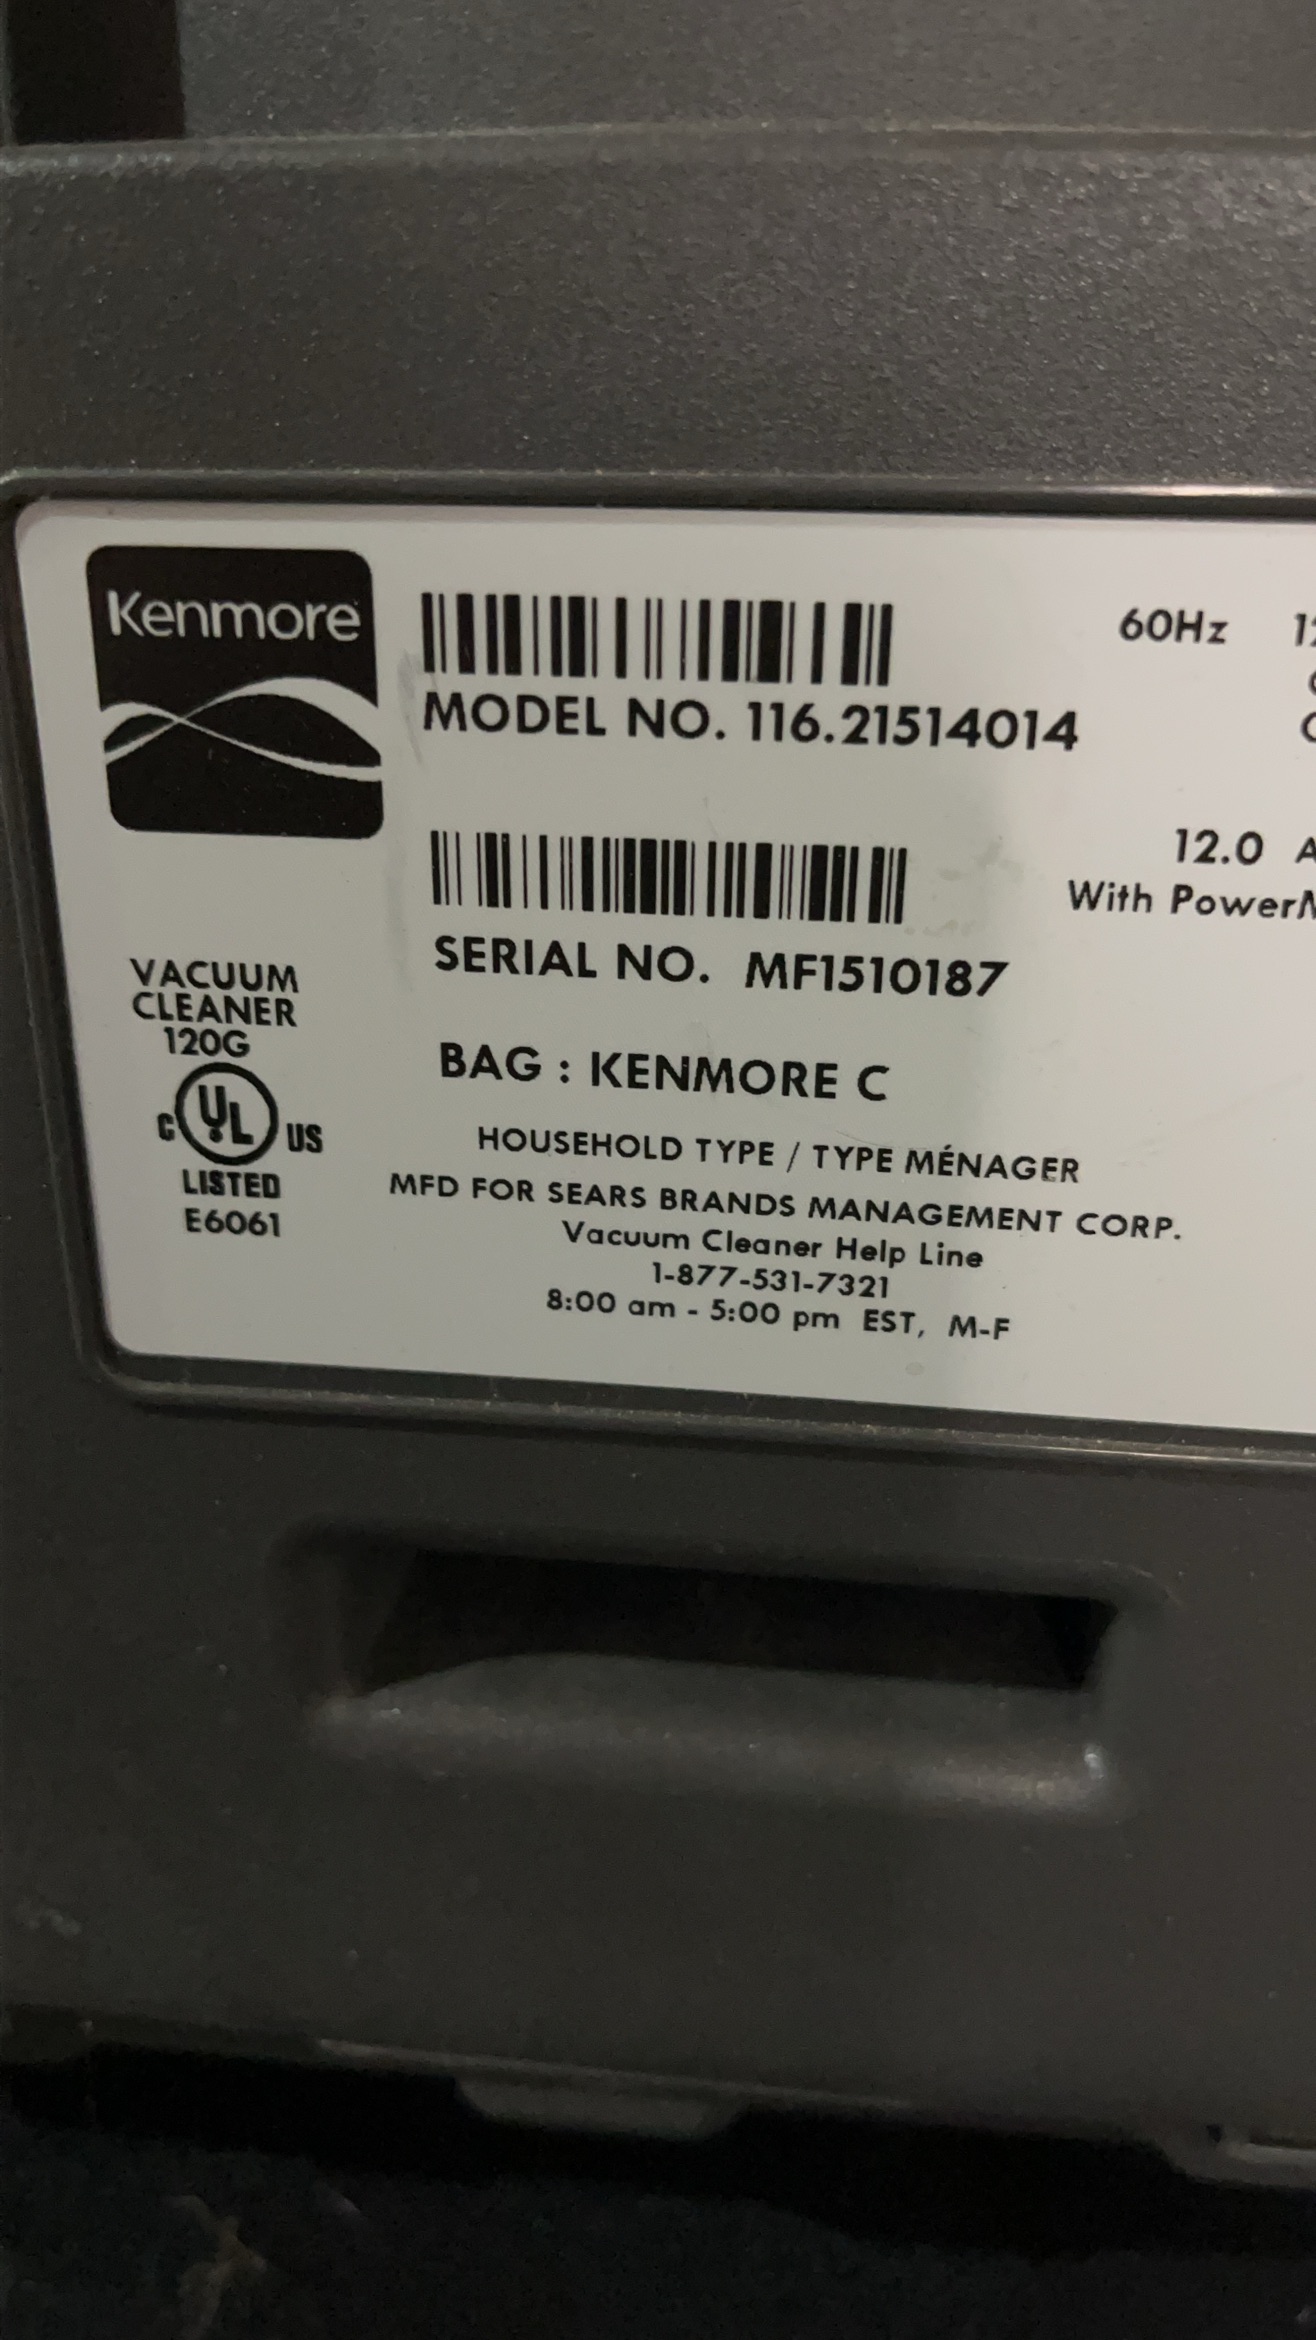 Kenmore
MODEL NO. 116.21514014
60Hz
SERIAL NO. MF1510187
12.0 A
With Power
VACUUM
CLEANER
120G
C UL US
LISTED
E6061
BAG : KENMORE C
HOUSEHOLD TYPE / TYPE MÉNAGER
MFD FOR SEARS BRANDS MANAGEMENT CORP.
Vacuum Cleaner Help Line
1-877-531-7321
8:00 am - 5:00 pm EST, M-F